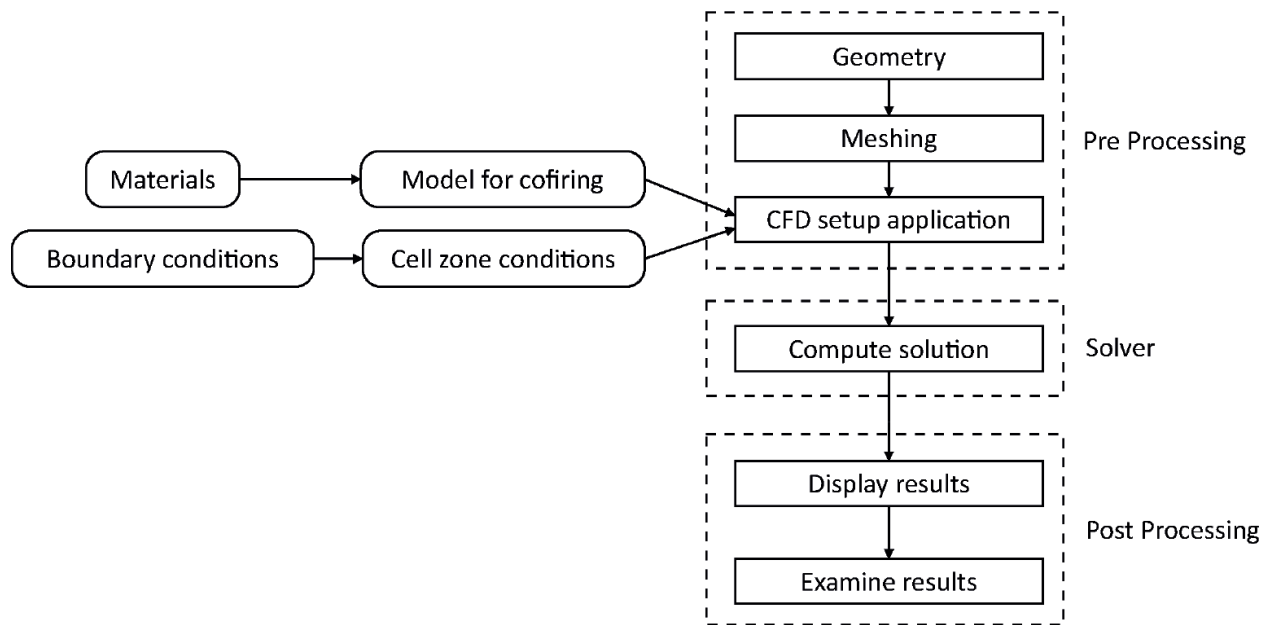 Geometry
Meshing
Pre Processing
Materials
Model for cofiring
CFD setup application
Boundary conditions
Cell zone conditions
Compute solution
Solver
Display results
Post Processing
Examine results